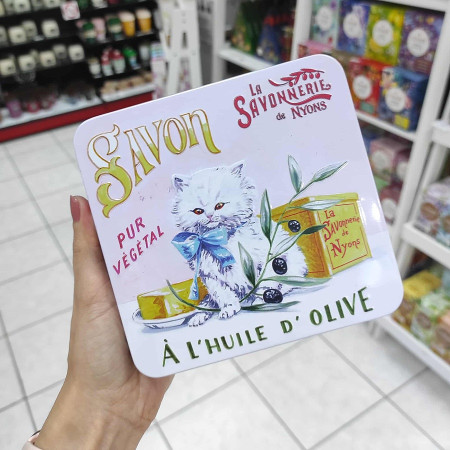 SAVON
LA
SAVONNERIE
de NYONS
PUR
VÉGÉTAL
La
Savonnerie
de
Nyons
À L'HUILE D'OLIVE